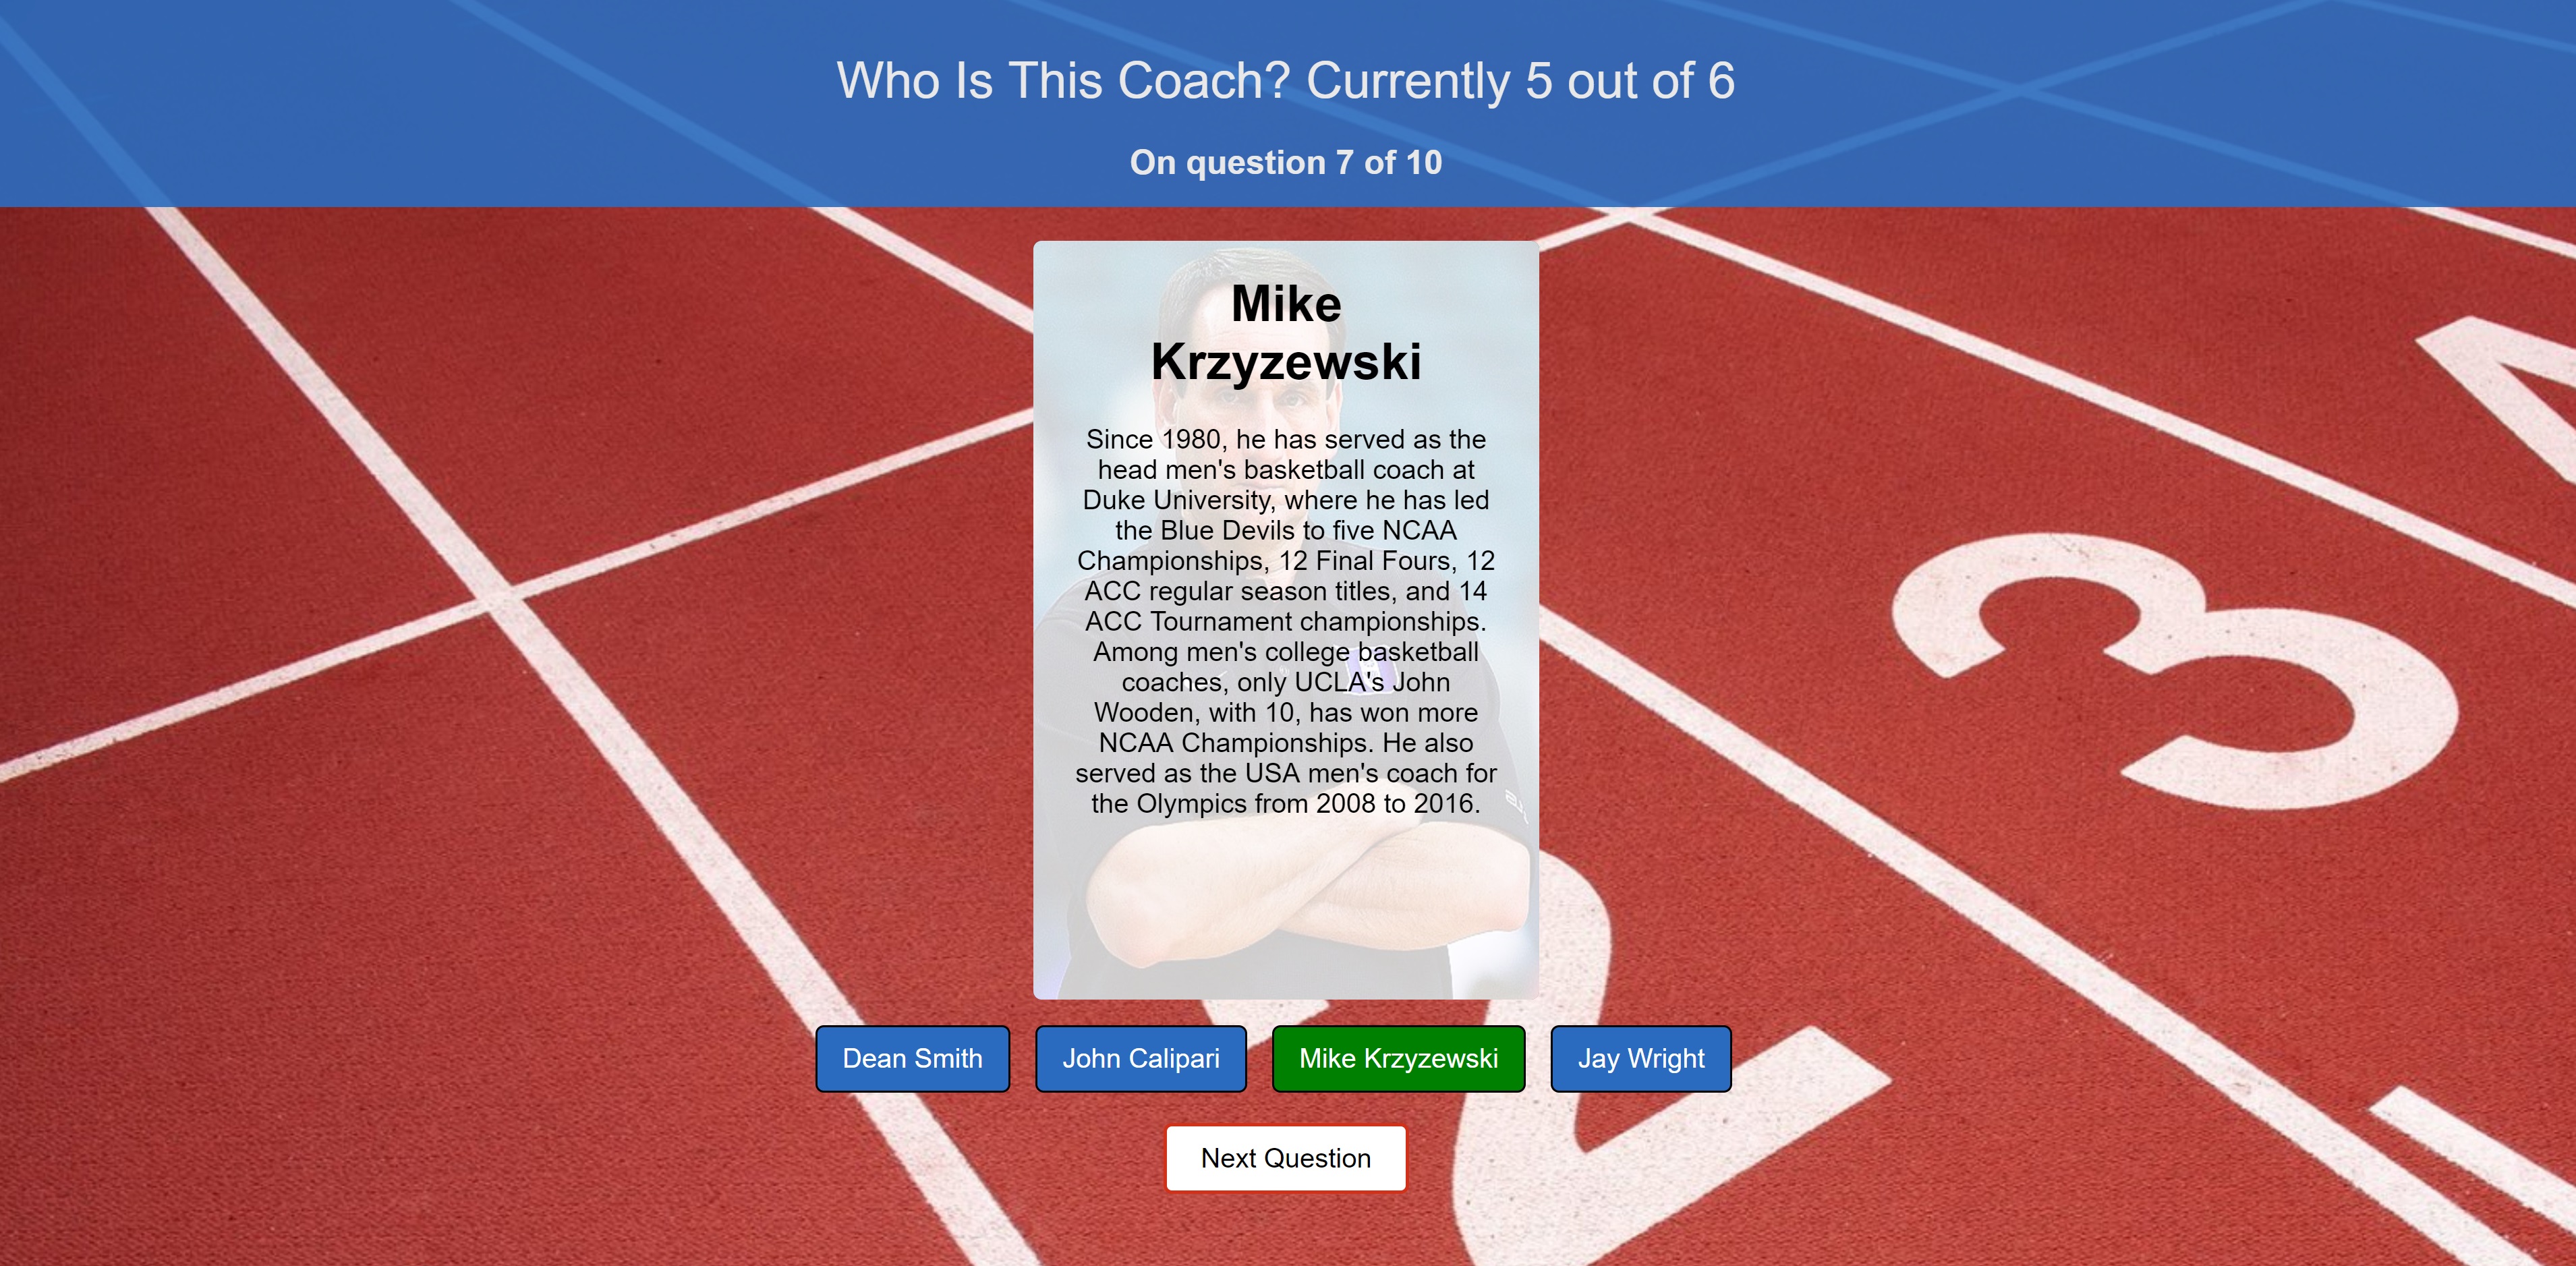 Who Is This Coach? Currently 5 out of 6
On question 7 of 10
Mike
Krzyzewski
Since 1980, he has served as the
head men's basketball coach at
Duke University, where he has led
the Blue Devils to five NCAA
Championships, 12 Final Fours, 12
ACC regular season titles, and 14
ACC Tournament championships.
Among men's college basketball
coaches, only UCLA's John
Wooden, with 10, has won more
NCAA Championships. He also
served as the USA men's coach for
the Olympics from 2008 to 2016.
3
2
Dean Smith
John Calipari
Mike Krzyzewski
Jay Wright
Next Question